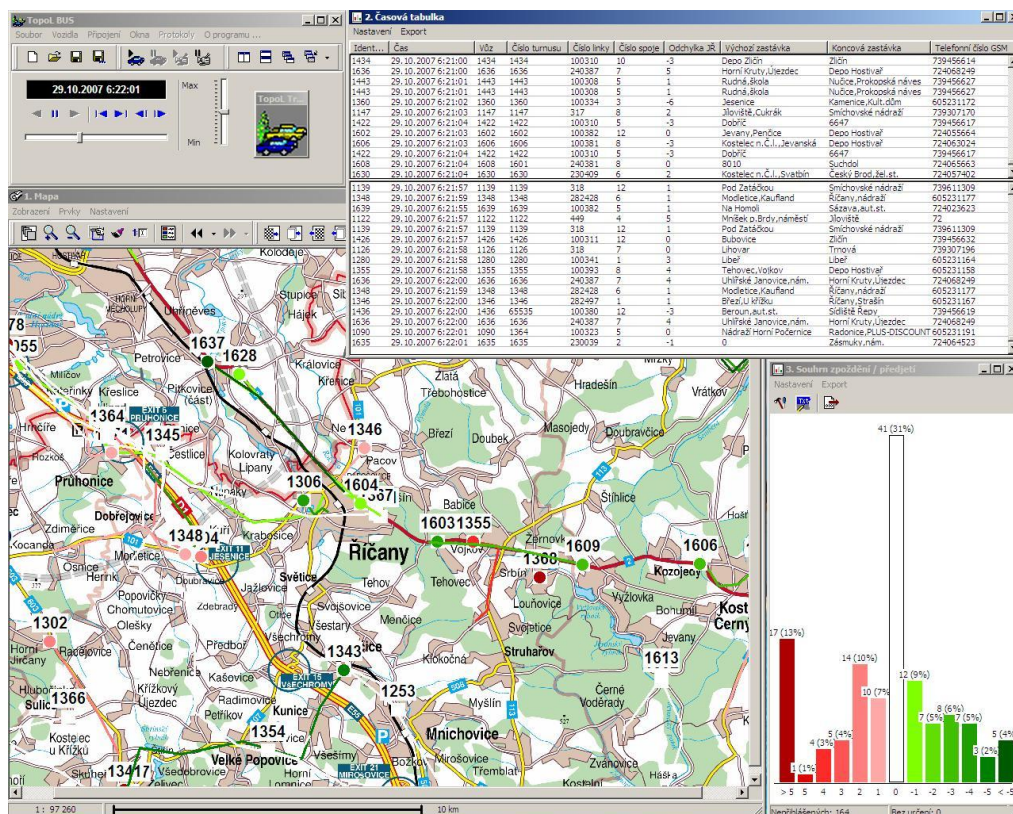 TopoL BUS
Soubor Vozidla Připojení Okna Protokoly O programu ...
29.10.2007 6:22:01
Max
Min
TopoL Tr...
2. Časová tabulka
Nastavení Export
Ident... Čas Vůz Číslo turnusu Číslo linky Číslo spoje Odchylka JŘ Výchozí zastávka Koncová zastávka Telefonní číslo GSM
1434 29.10.2007 6:21:00 1434 1434 100310 10 -3 Depo Zličín Zličín 739456614
1636 29.10.2007 6:21:00 1636 1636 240387 7 5 Horní Kruty,Újezdec Depo Hostivař 724068249
1443 29.10.2007 6:21:01 1443 1443 100308 5 1 Rudná,škola Nučice,Prokopská náves 739456627
1443 29.10.2007 6:21:01 1443 1443 100308 5 1 Rudná,škola Nučice,Prokopská náves 739456627
1360 29.10.2007 6:21:02 1360 1360 100334 3 -6 Jesenice Kamenice,Kult.dům 605231172
1147 29.10.2007 6:21:03 1147 1147 317 8 2 Jíloviště,Cukrák Smíchovské nádraží 739307170
1422 29.10.2007 6:21:04 1422 1422 100310 5 -3 Dobříč 6647 739456617
1602 29.10.2007 6:21:03 1602 1602 100382 12 0 Jevany,Penčice Depo Hostivař 724055664
1606 29.10.2007 6:21:03 1606 1606 100381 8 -3 Kostelec n.Č.l.,Jevanská Depo Hostivař 724063024
1422 29.10.2007 6:21:04 1422 1422 100310 5 -3 Dobříč 6647 739456617
1608 29.10.2007 6:21:04 1608 1601 240381 8 0 8010 Suchdol 724065663
1630 29.10.2007 6:21:04 1630 1630 230409 6 2 Kostelec n.Č.l.,Svatbín Český Brod,žel.st. 724057402
1139 29.10.2007 6:21:57 1139 1139 318 12 1 Pod Zatáčkou Smíchovské nádraží 739611309
1348 29.10.2007 6:21:59 1348 1348 282428 6 1 Modletice,Kaufland Říčany,nádraží 605231177
1639 29.10.2007 6:21:57 1639 1639 100382 5 1 Na Homoli Sázava,aut.st. 724023623
1122 29.10.2007 6:21:57 1122 1122 449 4 5 Mníšek p.Brdy,náměstí Jíloviště 72
1139 29.10.2007 6:21:57 1139 1139 318 12 1 Pod Zatáčkou Smíchovské nádraží 739611309
1426 29.10.2007 6:21:57 1426 1426 100311 12 0 Bubovice Zličín 739456632
1126 29.10.2007 6:21:58 1126 1126 318 7 0 Lihovar Trnová 739307196
1280 29.10.2007 6:21:58 1280 1280 100341 1 3 Libeř Libeř 605231164
1355 29.10.2007 6:21:58 1355 1355 100393 8 4 Tehovec,Vojkov Depo Hostivař 605231158
1636 29.10.2007 6:22:00 1636 1636 240387 7 4 Uhlířské Janovice,nám. Horní Kruty,Újezdec 724068249
1348 29.10.2007 6:21:59 1348 1348 282428 6 1 Modletice,Kaufland Říčany,nádraží 605231177
1346 29.10.2007 6:22:00 1346 1346 282497 1 1 Březí,U křížku Říčany,Strašín 605231167
1436 29.10.2007 6:22:00 1436 65535 100380 12 -3 Beroun,aut.st. Sídliště Řepy 739456619
1636 29.10.2007 6:22:00 1636 1636 240387 7 4 Uhlířské Janovice,nám. Horní Kruty,Újezdec 724068249
1090 29.10.2007 6:22:01 1090 1364 100323 5 0 Nádraží Horní Počernice Radonice,PLUS-DISCOUNT 605231191
1635 29.10.2007 6:22:01 1635 1635 230039 2 -1 0 Zásmuky,nám. 724064523
1. Mapa
Zobrazení Prvky Nastavení
Koloděje
HORNÍ MĚCHOLUPY
Uhříněves
Stupice
Hájek
1637
1628
Petrovice
Královice
Křenice
Pitkovice (část)
Milíčov
Kateřinky
Křeslice
Hrnčíře
Rozkoš
1364
EXIT 6 PRŮHONICE
1345
Průhonice
Kolovraty
Lipany
Nupaky
1346
Pacov
1306
1604
Zlatá
Třebohostice
Březí
Doubek
Hradešín
Masojedy
Doubravčice
Vrátkov
Štíhlice
Babice
1603
1355
Vojkov
Žernovka
1609
1606
Kozojedy
Dobřejovice
Zdiměřice
Kocanda
Osnice
Herink
Modletice
1348
Kuří
Krabošice
EXIT 11 JESENICE
Doubravice
Říčany
Světice
Tehov
Tehovec
Srbín
1368
Louňovice
Vyžlovka
Bohumil
Popovičky
Chomutovice
Olešky
Zdebrady
Jažlovice
Otice
Svojšovice
Všestary
Menčice
Svojetice
Struhařov
Jevany
1302
Horní Jirčany
Radějovice
Čenětice
Předboř
Všechromy
1343
Klokočná
1613
Nebřenice
Křížkový Újezdec
Kašovice
EXIT 15 VŠECHROMY
1253
Myšlín
Černé Voděrady
1366
Radimovice
Petříkov
Kunice
1354
Mnichovice
Kostelec u Křížků
Velké Popovice
Všešímy
Božkov
Mirošovice
Třemblat
Všedobrovice
Horní Lomnice
EXIT 21 MIROŠOVICE
Kostelní
Háška
1 : 97 260
10 km
3. Souhrn zpoždění / předjetí
Nastavení Export
41 (31%)
17 (13%)
14 (10%)
12 (9%)
10 (7%)
8 (6%)
7 (5%)
7 (5%)
5 (4%)
5 (4%)
4 (3%)
3 (2%)
1 (1%)
> 5 5 4 3 2 1 0 -1 -2 -3 -4 -5 < -5
Nepřihlášených: 164
Bez určení: 0